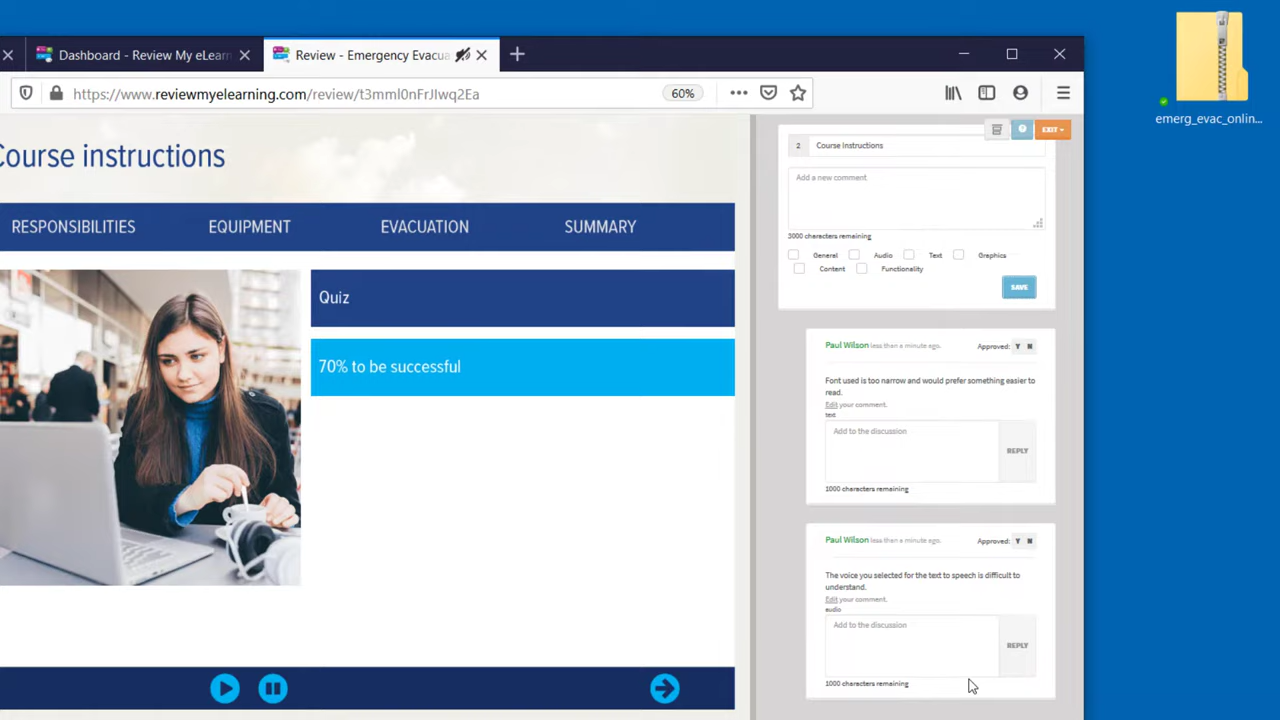 Dashboard - Review My eLearn
Review - Emergency Evacua
https://www.reviewmyelearning.com/review/t3mml0nFrJlwq2Ea
60%
emerg_evac_onlin...
EXIT
Course instructions
2 Course Instructions
Add a new comment.
3000 characters remaining
General Audio Text Graphics
Content Functionality
SAVE
RESPONSIBILITIES EQUIPMENT EVACUATION SUMMARY
Quiz
70% to be successful
Paul Wilson less than a minute ago. Approved: Y N
Font used is too narrow and would prefer something easier to
read.
Edit your comment.
text
Add to the discussion
REPLY
1000 characters remaining
Paul Wilson less than a minute ago. Approved: Y N
The voice you selected for the text to speech is difficult to
understand.
Edit your comment.
audio
Add to the discussion
REPLY
1000 characters remaining